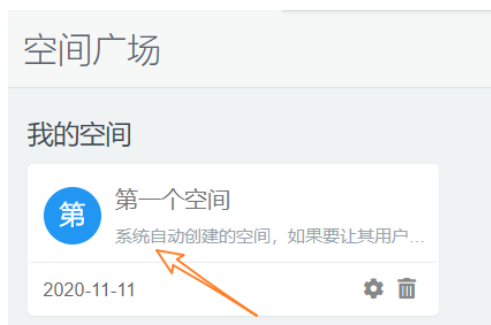 空间广场
我的空间
第
第一个空间
系统自动创建的空间，如果要让其用户...
2020-11-11